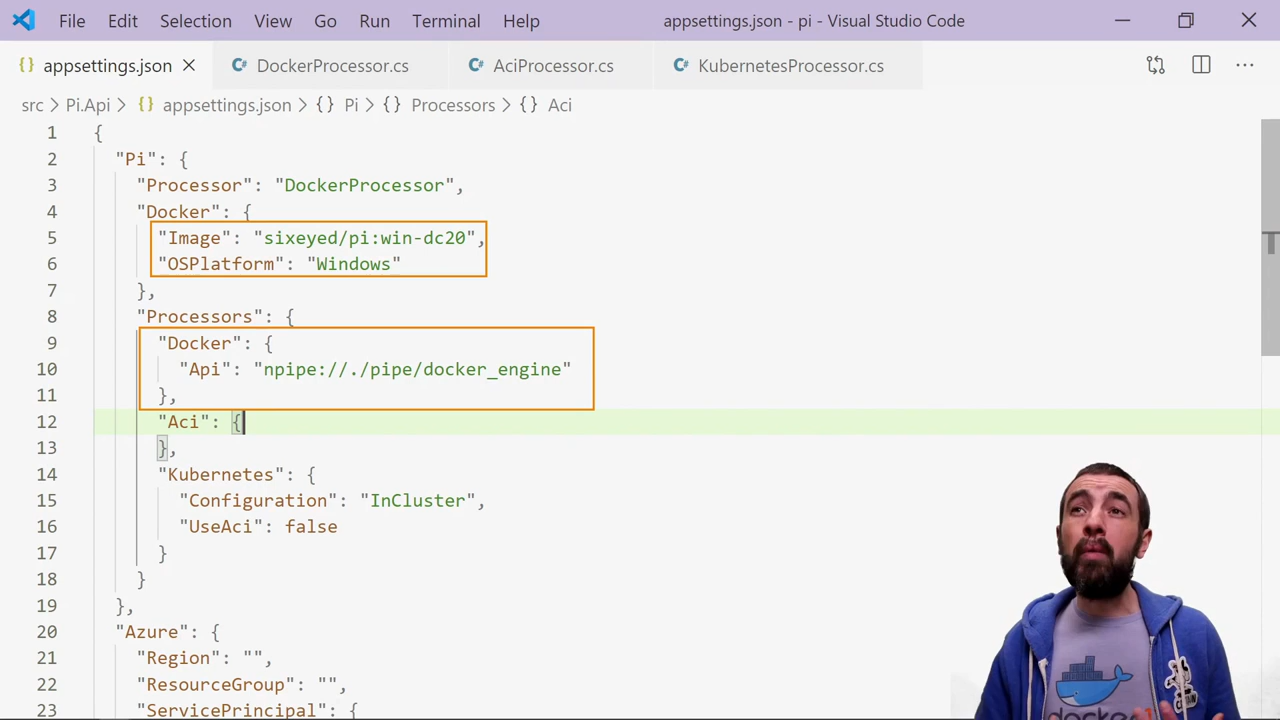 File Edit Selection View Go Run Terminal Help appsettings.json - pi - Visual Studio Code
appsettings.json DockerProcessor.cs AciProcessor.cs KubernetesProcessor.cs
src > Pi.Api > {} appsettings.json > {} Pi > {} Processors > {} Aci
1 {
2 "Pi": {
3 "Processor": "DockerProcessor",
4 "Docker": {
5 "Image": "sixeyed/pi:win-dc20",
6 "OSPlatform": "Windows"
7 },
8 "Processors": {
9 "Docker": {
10 "Api": "npipe://./pipe/docker_engine"
11 },
12 "Aci": {
13 },
14 "Kubernetes": {
15 "Configuration": "InCluster",
16 "UseAci": false
17 }
18 }
19 },
20 "Azure": {
21 "Region": "",
22 "ResourceGroup": "",
23 "ServicePrincipal": {
docker